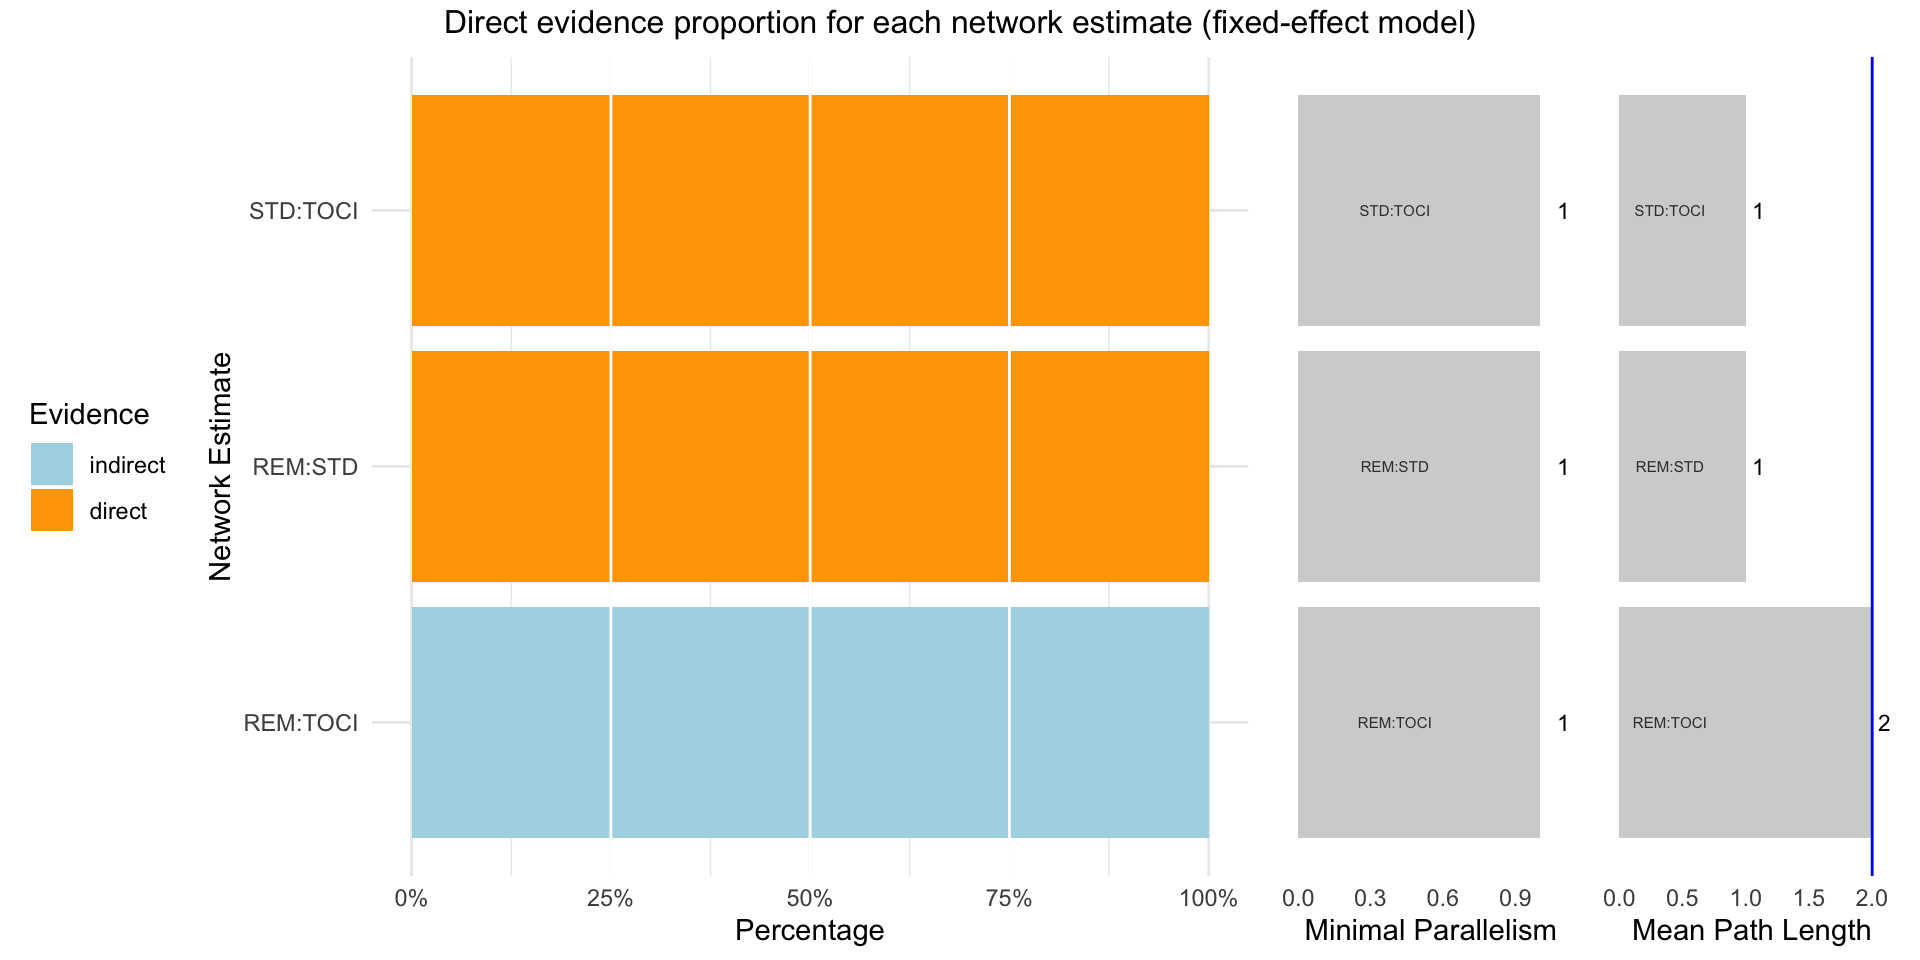 Direct evidence proportion for each network estimate (fixed-effect model)
Evidence
indirect
direct
Network Estimate
STD:TOCI
REM:STD
REM:TOCI
0% 25% 50% 75% 100%
Percentage
STD:TOCI 1
REM:STD 1
REM:TOCI 1
0.0 0.3 0.6 0.9
Minimal Parallelism
STD:TOCI 1
REM:STD 1
REM:TOCI 2
0.0 0.5 1.0 1.5 2.0
Mean Path Length